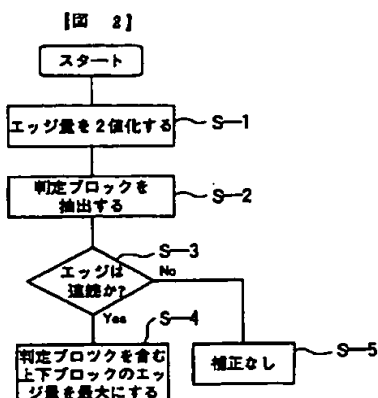 【図 2】
スタート
エッジ量を2値化する
S—1
判定ブロックを
抽出する
S—2
エッジは
連続か?
S—3
No
Yes
S—4
判定ブロツクを含む
上下ブロックのエッ
ジ量を最大にする
補正なし
S—5